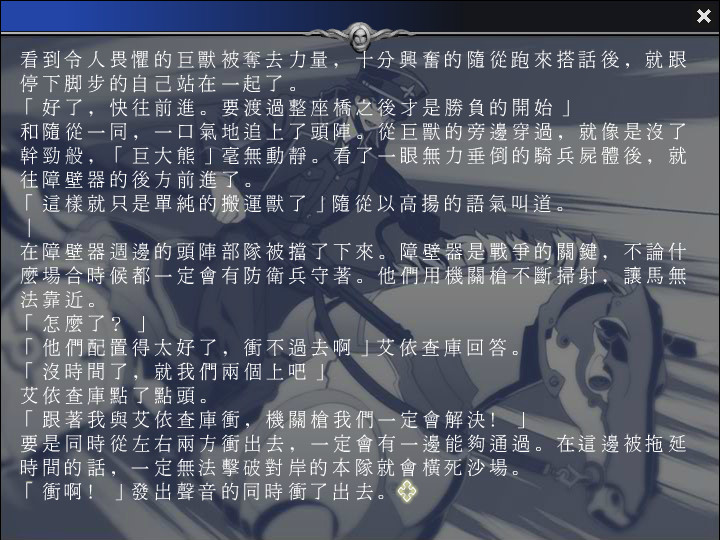 看到令人畏懼的巨獸被奪去力量，十分興奮的隨從跑來搭話後，就跟
停下脚步的自己站在一起了。
「好了，快往前進。要渡過整座橋之後才是勝負的開始」
和隨從一同，一口氣地追上了頭陣。從巨獸的旁邊穿過，就像是沒了
幹勁般，「巨大熊」毫無動靜。看了一眼無力垂倒的騎兵屍體後，就
往障壁器的後方前進了。
「這樣就只是單純的搬運獸了」隨從以高揚的語氣叫道。
｜
在障壁器週邊的頭陣部隊被擋了下來。障壁器是戰爭的關鍵，不論什
麼場合時候都一定會有防衛兵守著。他們用機關槍不斷掃射，讓馬無
法靠近。
「怎麼了？」
「他們配置得太好了，衝不過去啊」艾依查庫回答。
「沒時間了，就我們兩個上吧」
艾依查庫點了點頭。
「跟著我與艾依查庫衝，機關槍我們一定會解決！」
要是同時從左右兩方衝出去，一定會有一邊能夠通過。在這邊被拖延
時間的話，一定無法擊破對岸的本隊就會橫死沙場。
「衝啊！」發出聲音的同時衝了出去。